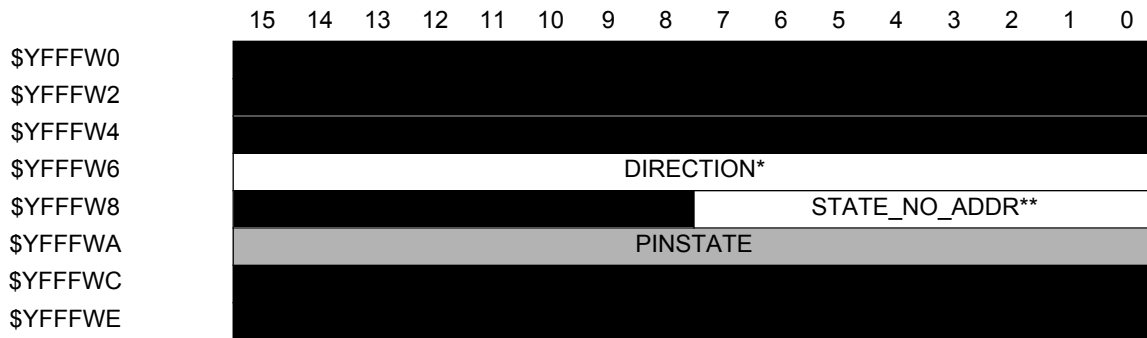 15 14 13 12 11 10 9 8 7 6 5 4 3 2 1 0
$YFFFW0
$YFFFW2
$YFFFW4
$YFFFW6 DIRECTION*
$YFFFW8 STATE_NO_ADDR**
$YFFFWA PINSTATE
$YFFFWC
$YFFFWE